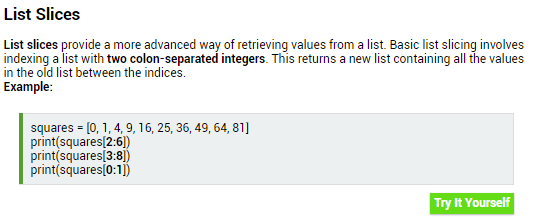 List Slices
List slices provide a more advanced way of retrieving values from a list. Basic list slicing involves
indexing a list with two colon-separated integers. This returns a new list containing all the values
in the old list between the indices.
Example:
squares = [0, 1, 4, 9, 16, 25, 36, 49, 64, 81]
print(squares[2:6])
print(squares[3:8])
print(squares[0:1])
Try It Yourself